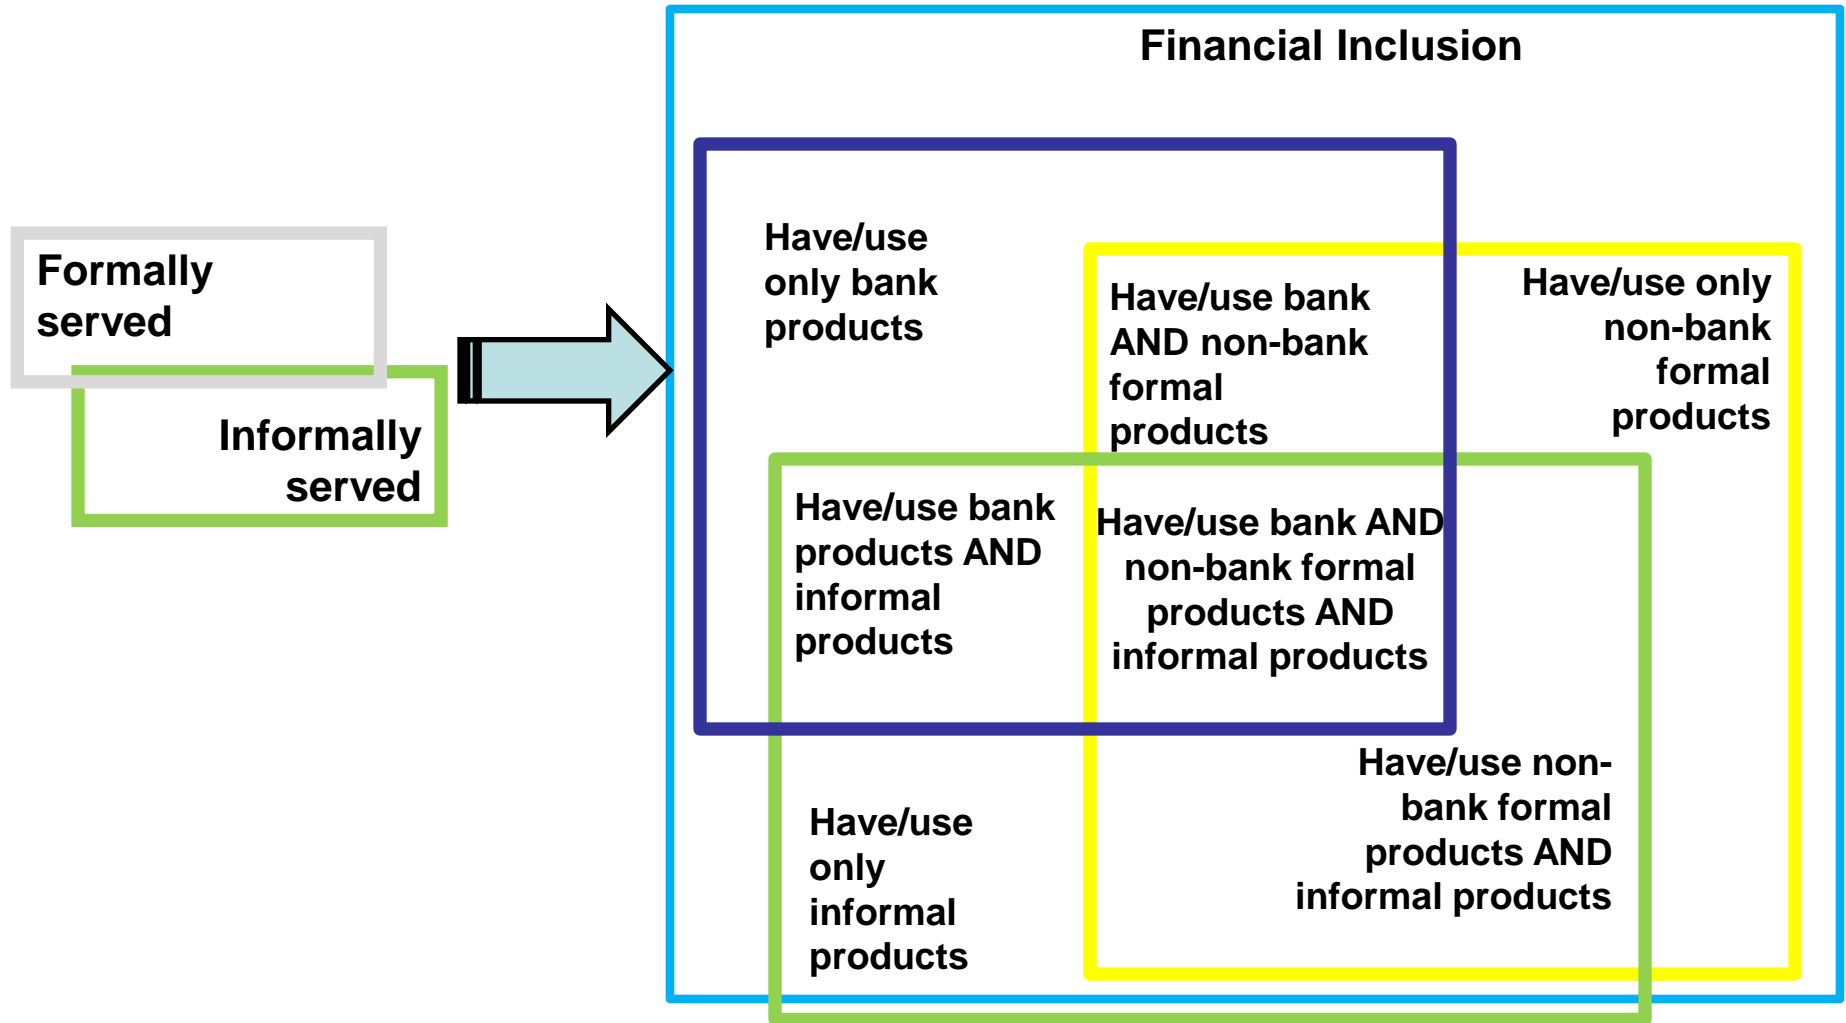 Financial Inclusion
Formally
served
Informally
served
Have/use
only bank
products
Have/use bank
AND non-bank
formal
products
Have/use only
non-bank
formal
products
Have/use bank
products AND
informal
products
Have/use bank AND
non-bank formal
products AND
informal products
Have/use
only
informal
products
Have/use non-
bank formal
products AND
informal products